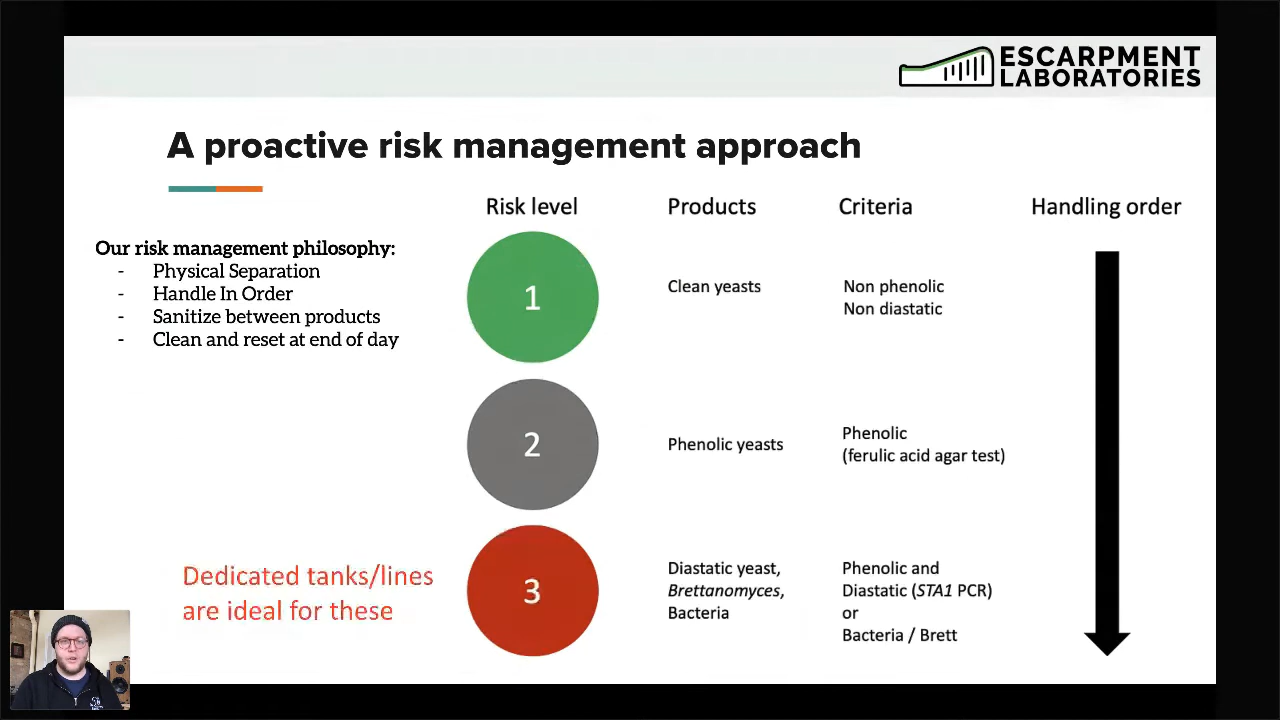 ESCARPMENT
LABORATORIES
A proactive risk management approach
Risk level
Products
Criteria
Handling order
Our risk management philosophy:
- Physical Separation
- Handle In Order
- Sanitize between products
- Clean and reset at end of day
1
Clean yeasts
Non phenolic
Non diastatic
2
Phenolic yeasts
Phenolic
(ferulic acid agar test)
Dedicated tanks/lines
are ideal for these
3
Diastatic yeast,
Brettanomyces,
Bacteria
Phenolic and
Diastatic (STA1 PCR)
or
Bacteria / Brett